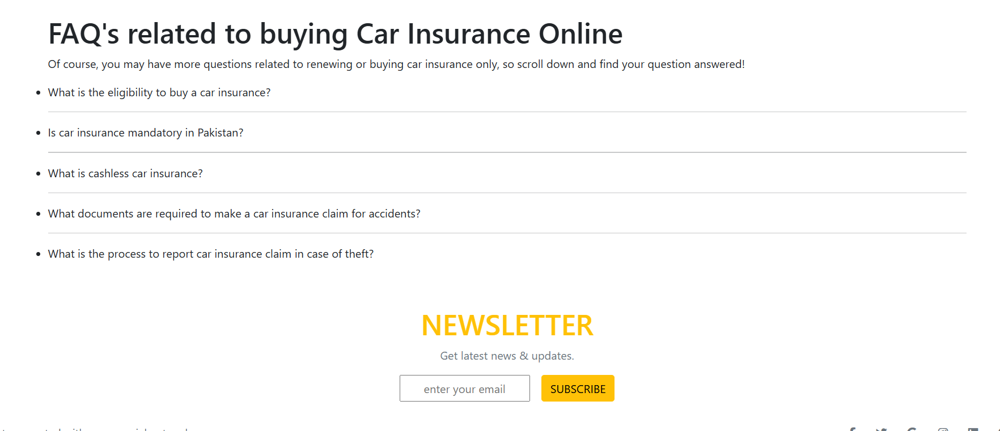 FAQ's related to buying Car Insurance Online
Of course, you may have more questions related to renewing or buying car insurance only, so scroll down and find your question answered!
What is the eligibility to buy a car insurance?
Is car insurance mandatory in Pakistan?
What is cashless car insurance?
What documents are required to make a car insurance claim for accidents?
What is the process to report car insurance claim in case of theft?
NEWSLETTER
Get latest news & updates.
enter your email
SUBSCRIBE